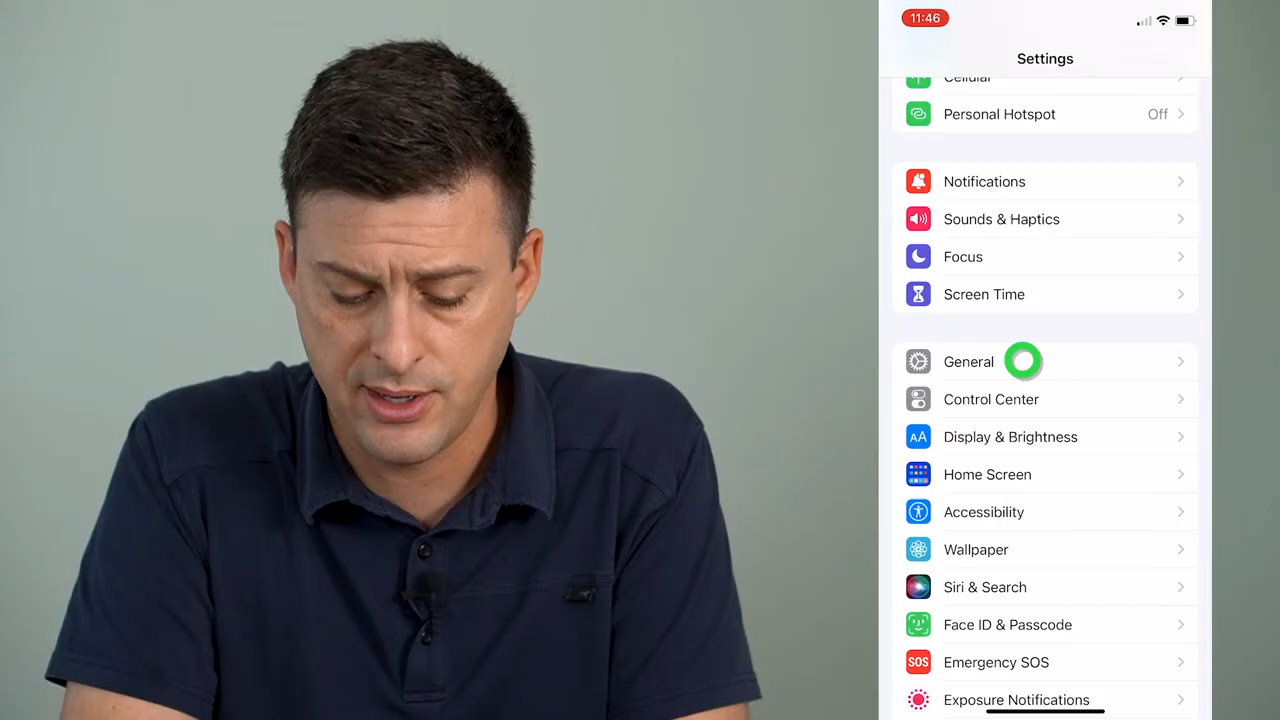 11:46
Settings
Cellular
Personal Hotspot Off
Notifications
Sounds & Haptics
Focus
Screen Time
General
Control Center
AA Display & Brightness
Home Screen
Accessibility
Wallpaper
Siri & Search
Face ID & Passcode
SOS Emergency SOS
Exposure Notifications